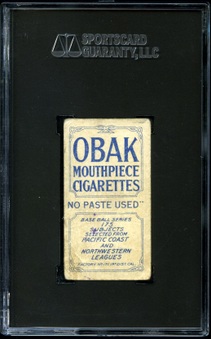 SPORTSCARD
GUARANTY, LLC
OBAK
MOUTHPIECE
CIGARETTES
NO PASTE USED
BASE BALL SERIES
175
SUBJECTS
SELECTED FROM
PACIFIC COAST
AND
NORTHWESTERN
LEAGUES